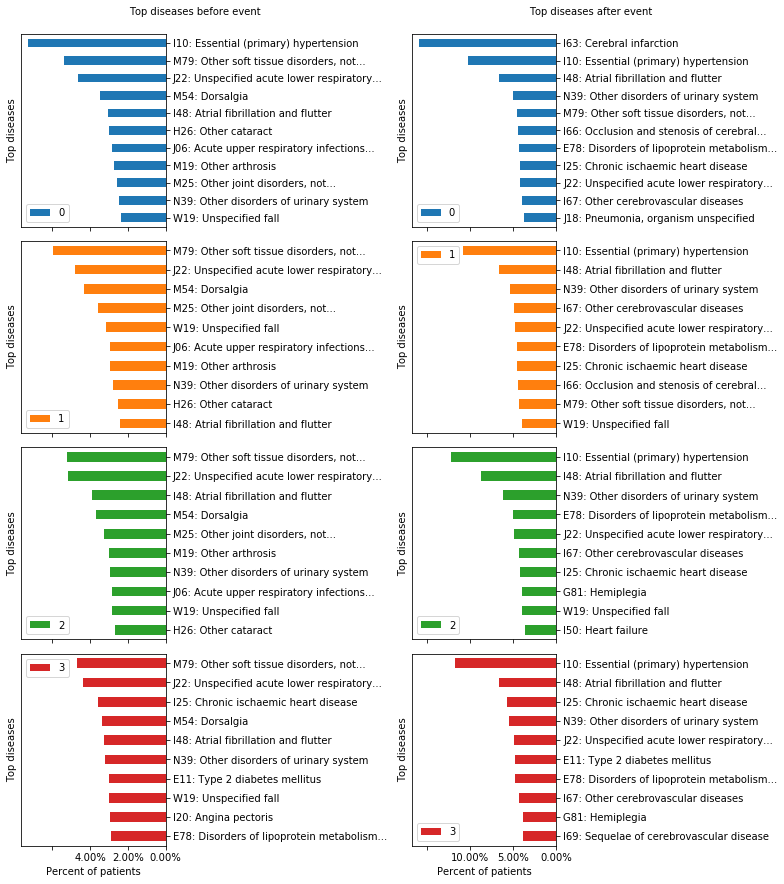 Top diseases before event
Top diseases
I10: Essential (primary) hypertension
M79: Other soft tissue disorders, not...
J22: Unspecified acute lower respiratory...
M54: Dorsalgia
I48: Atrial fibrillation and flutter
H26: Other cataract
J06: Acute upper respiratory infections...
M19: Other arthrosis
M25: Other joint disorders, not...
N39: Other disorders of urinary system
W19: Unspecified fall
0
Top diseases
M79: Other soft tissue disorders, not...
J22: Unspecified acute lower respiratory...
M54: Dorsalgia
M25: Other joint disorders, not...
W19: Unspecified fall
J06: Acute upper respiratory infections...
M19: Other arthrosis
N39: Other disorders of urinary system
H26: Other cataract
I48: Atrial fibrillation and flutter
1
Top diseases
M79: Other soft tissue disorders, not...
J22: Unspecified acute lower respiratory...
I48: Atrial fibrillation and flutter
M54: Dorsalgia
M25: Other joint disorders, not...
M19: Other arthrosis
N39: Other disorders of urinary system
J06: Acute upper respiratory infections...
W19: Unspecified fall
H26: Other cataract
2
Top diseases
3
M79: Other soft tissue disorders, not...
J22: Unspecified acute lower respiratory...
I25: Chronic ischaemic heart disease
M54: Dorsalgia
I48: Atrial fibrillation and flutter
N39: Other disorders of urinary system
E11: Type 2 diabetes mellitus
W19: Unspecified fall
I20: Angina pectoris
E78: Disorders of lipoprotein metabolism...
4.00% 2.00% 0.00%
Percent of patients
Top diseases after event
Top diseases
I63: Cerebral infarction
I10: Essential (primary) hypertension
I48: Atrial fibrillation and flutter
N39: Other disorders of urinary system
M79: Other soft tissue disorders, not...
I66: Occlusion and stenosis of cerebral...
E78: Disorders of lipoprotein metabolism...
I25: Chronic ischaemic heart disease
J22: Unspecified acute lower respiratory...
I67: Other cerebrovascular diseases
J18: Pneumonia, organism unspecified
0
Top diseases
1
I10: Essential (primary) hypertension
I48: Atrial fibrillation and flutter
N39: Other disorders of urinary system
I67: Other cerebrovascular diseases
J22: Unspecified acute lower respiratory...
E78: Disorders of lipoprotein metabolism...
I25: Chronic ischaemic heart disease
I66: Occlusion and stenosis of cerebral...
M79: Other soft tissue disorders, not...
W19: Unspecified fall
Top diseases
I10: Essential (primary) hypertension
I48: Atrial fibrillation and flutter
N39: Other disorders of urinary system
E78: Disorders of lipoprotein metabolism...
J22: Unspecified acute lower respiratory...
I67: Other cerebrovascular diseases
I25: Chronic ischaemic heart disease
G81: Hemiplegia
W19: Unspecified fall
I50: Heart failure
2
Top diseases
I10: Essential (primary) hypertension
I48: Atrial fibrillation and flutter
I25: Chronic ischaemic heart disease
N39: Other disorders of urinary system
J22: Unspecified acute lower respiratory...
E11: Type 2 diabetes mellitus
E78: Disorders of lipoprotein metabolism...
I67: Other cerebrovascular diseases
G81: Hemiplegia
I69: Sequelae of cerebrovascular disease
3
10.00% 5.00% 0.00%
Percent of patients